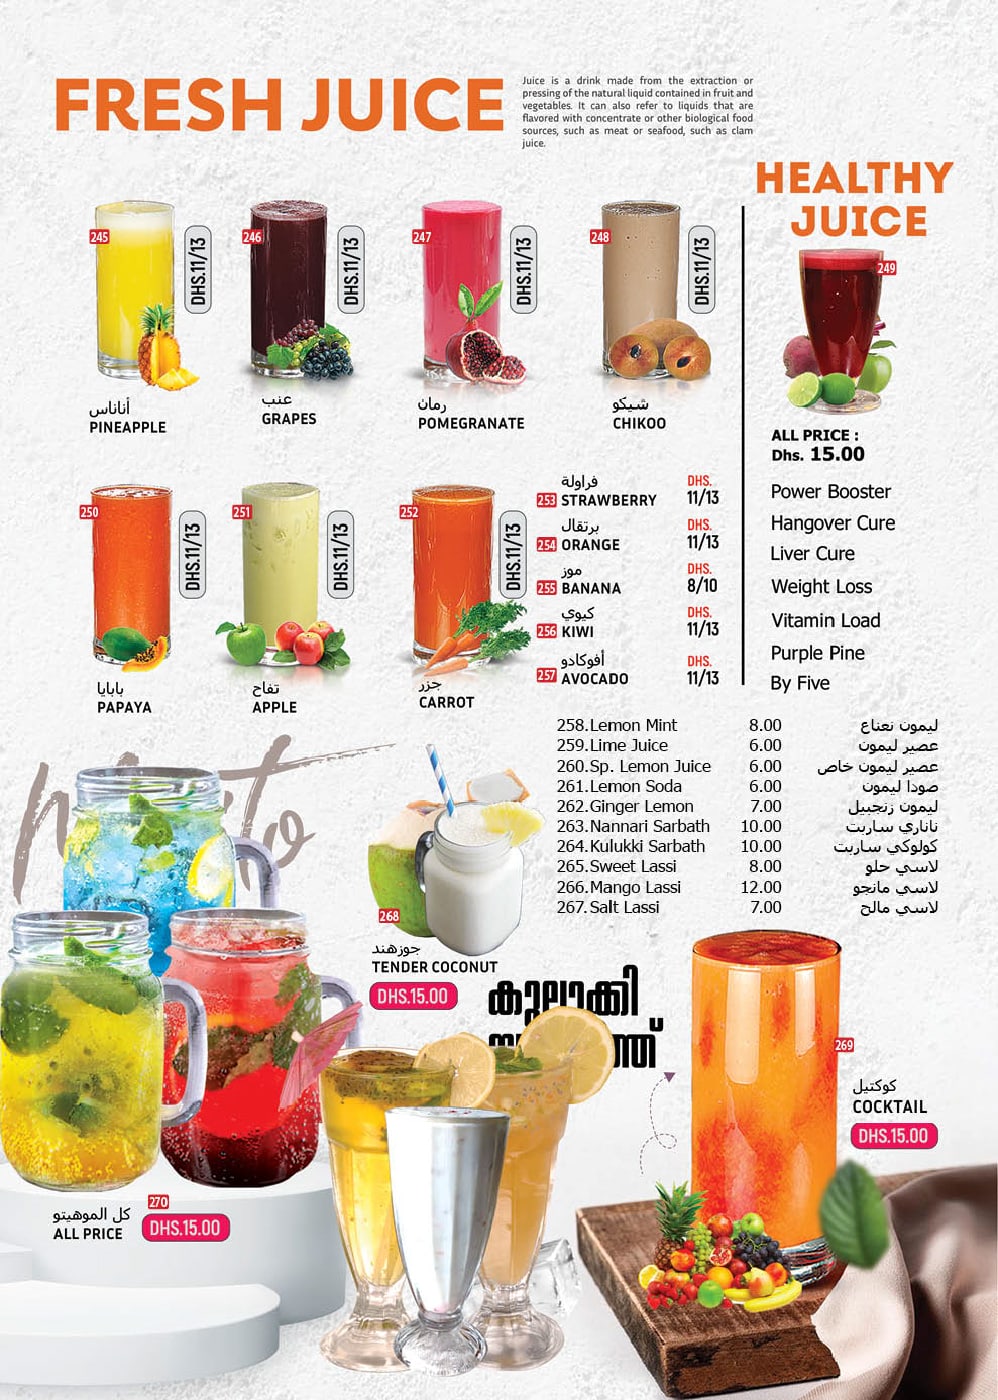 FRESH JUICE
Juice is a drink made from the extraction or
pressing of the natural liquid contained in fruit and
vegetables. It can also refer to liquids that are
flavored with concentrate or other biological food
sources, such as meat or seafood, such as clam
juice.
245
DHS.11/13
أناناس
PINEAPPLE
246
DHS.11/13
عنب
GRAPES
247
DHS.11/13
رمان
POMEGRANATE
248
DHS.11/13
شيكو
CHIKOO
250
DHS.11/13
بابايا
PAPAYA
251
DHS.11/13
تفاح
APPLE
252
DHS.11/13
جزر
CARROT
فراولة DHS.
253 STRAWBERRY 11/13
برتقال DHS.
254 ORANGE 11/13
موز DHS.
255 BANANA 8/10
كيوي DHS.
256 KIWI 11/13
أفوكادو DHS.
257 AVOCADO 11/13
HEALTHY
JUICE
249
ALL PRICE :
Dhs. 15.00
Power Booster
Hangover Cure
Liver Cure
Weight Loss
Vitamin Load
Purple Pine
By Five
258.Lemon Mint 8.00 ليمون نعناع
259.Lime Juice 6.00 عصير ليمون
260.Sp. Lemon Juice 6.00 عصير ليمون خاص
261.Lemon Soda 6.00 صودا ليمون
262.Ginger Lemon 7.00 ليمون زنجبيل
263.Nannari Sarbath 10.00 ناناري ساربت
264.Kulukki Sarbath 10.00 كولوكي ساربت
265.Sweet Lassi 8.00 لاسي حلو
266.Mango Lassi 12.00 لاسي مانجو
267.Salt Lassi 7.00 لاسي مالح
268
جوزهند
TENDER COCONUT
DHS.15.00
കുലുക്കി
269
كوكتيل
COCKTAIL
DHS.15.00
270
كل الموهيتو
ALL PRICE
DHS.15.00